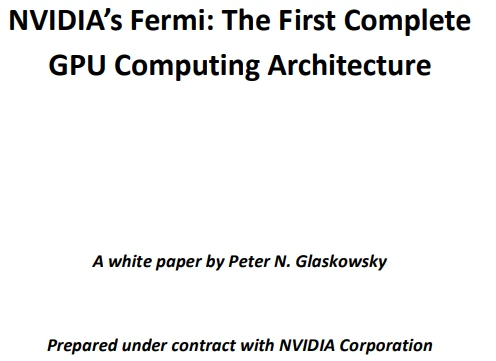 NVIDIA’s Fermi: The First Complete
GPU Computing Architecture
A white paper by Peter N. Glaskowsky
Prepared under contract with NVIDIA Corporation